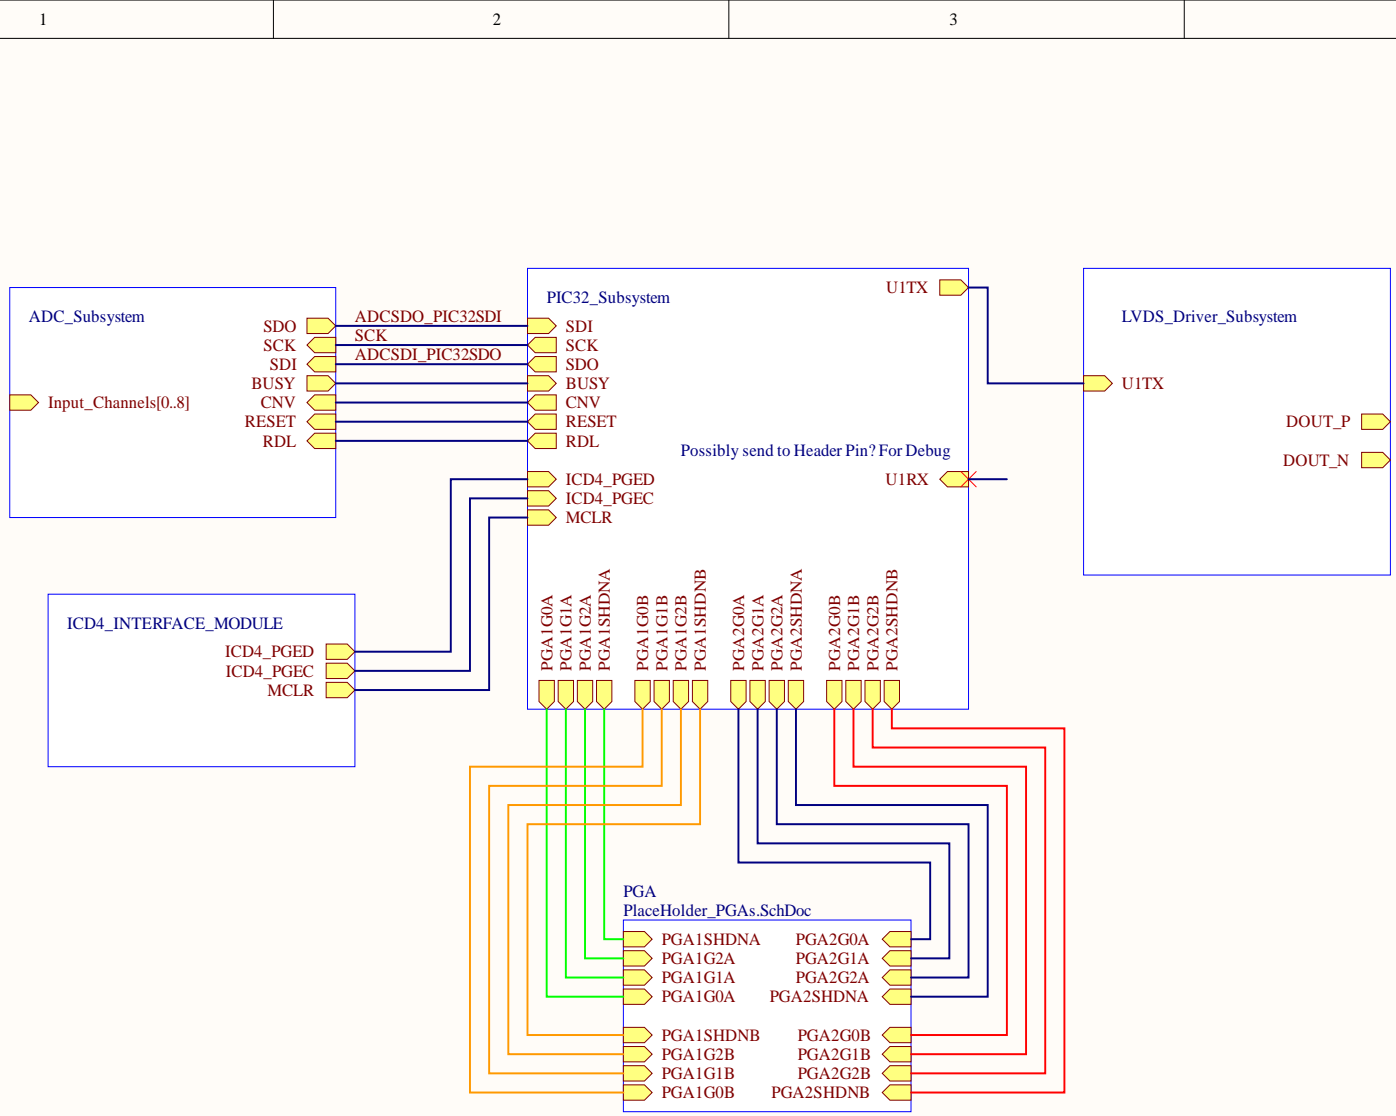 1
2
3
ADC_Subsystem
SDO
SCK
SDI
BUSY
CNV
RESET
RDL
Input_Channels[0..8]
ADCSDO_PIC32SDI
SCK
ADCSDI_PIC32SDO
PIC32_Subsystem
SDI
SCK
SDO
BUSY
CNV
RESET
RDL
ICD4_PGED
ICD4_PGEC
MCLR
U1TX
Possibly send to Header Pin? For Debug
U1RX
PGA1G0A
PGA1G1A
PGA1G2A
PGA1SHDNA
PGA1G0B
PGA1G1B
PGA1G2B
PGA1SHDNB
PGA2G0A
PGA2G1A
PGA2G2A
PGA2SHDNA
PGA2G0B
PGA2G1B
PGA2G2B
PGA2SHDNB
LVDS_Driver_Subsystem
U1TX
DOUT_P
DOUT_N
ICD4_INTERFACE_MODULE
ICD4_PGED
ICD4_PGEC
MCLR
PGA
PlaceHolder_PGAs.SchDoc
PGA1SHDNA
PGA1G2A
PGA1G1A
PGA1G0A
PGA1SHDNB
PGA1G2B
PGA1G1B
PGA1G0B
PGA2G0A
PGA2G1A
PGA2G2A
PGA2SHDNA
PGA2G0B
PGA2G1B
PGA2G2B
PGA2SHDNB